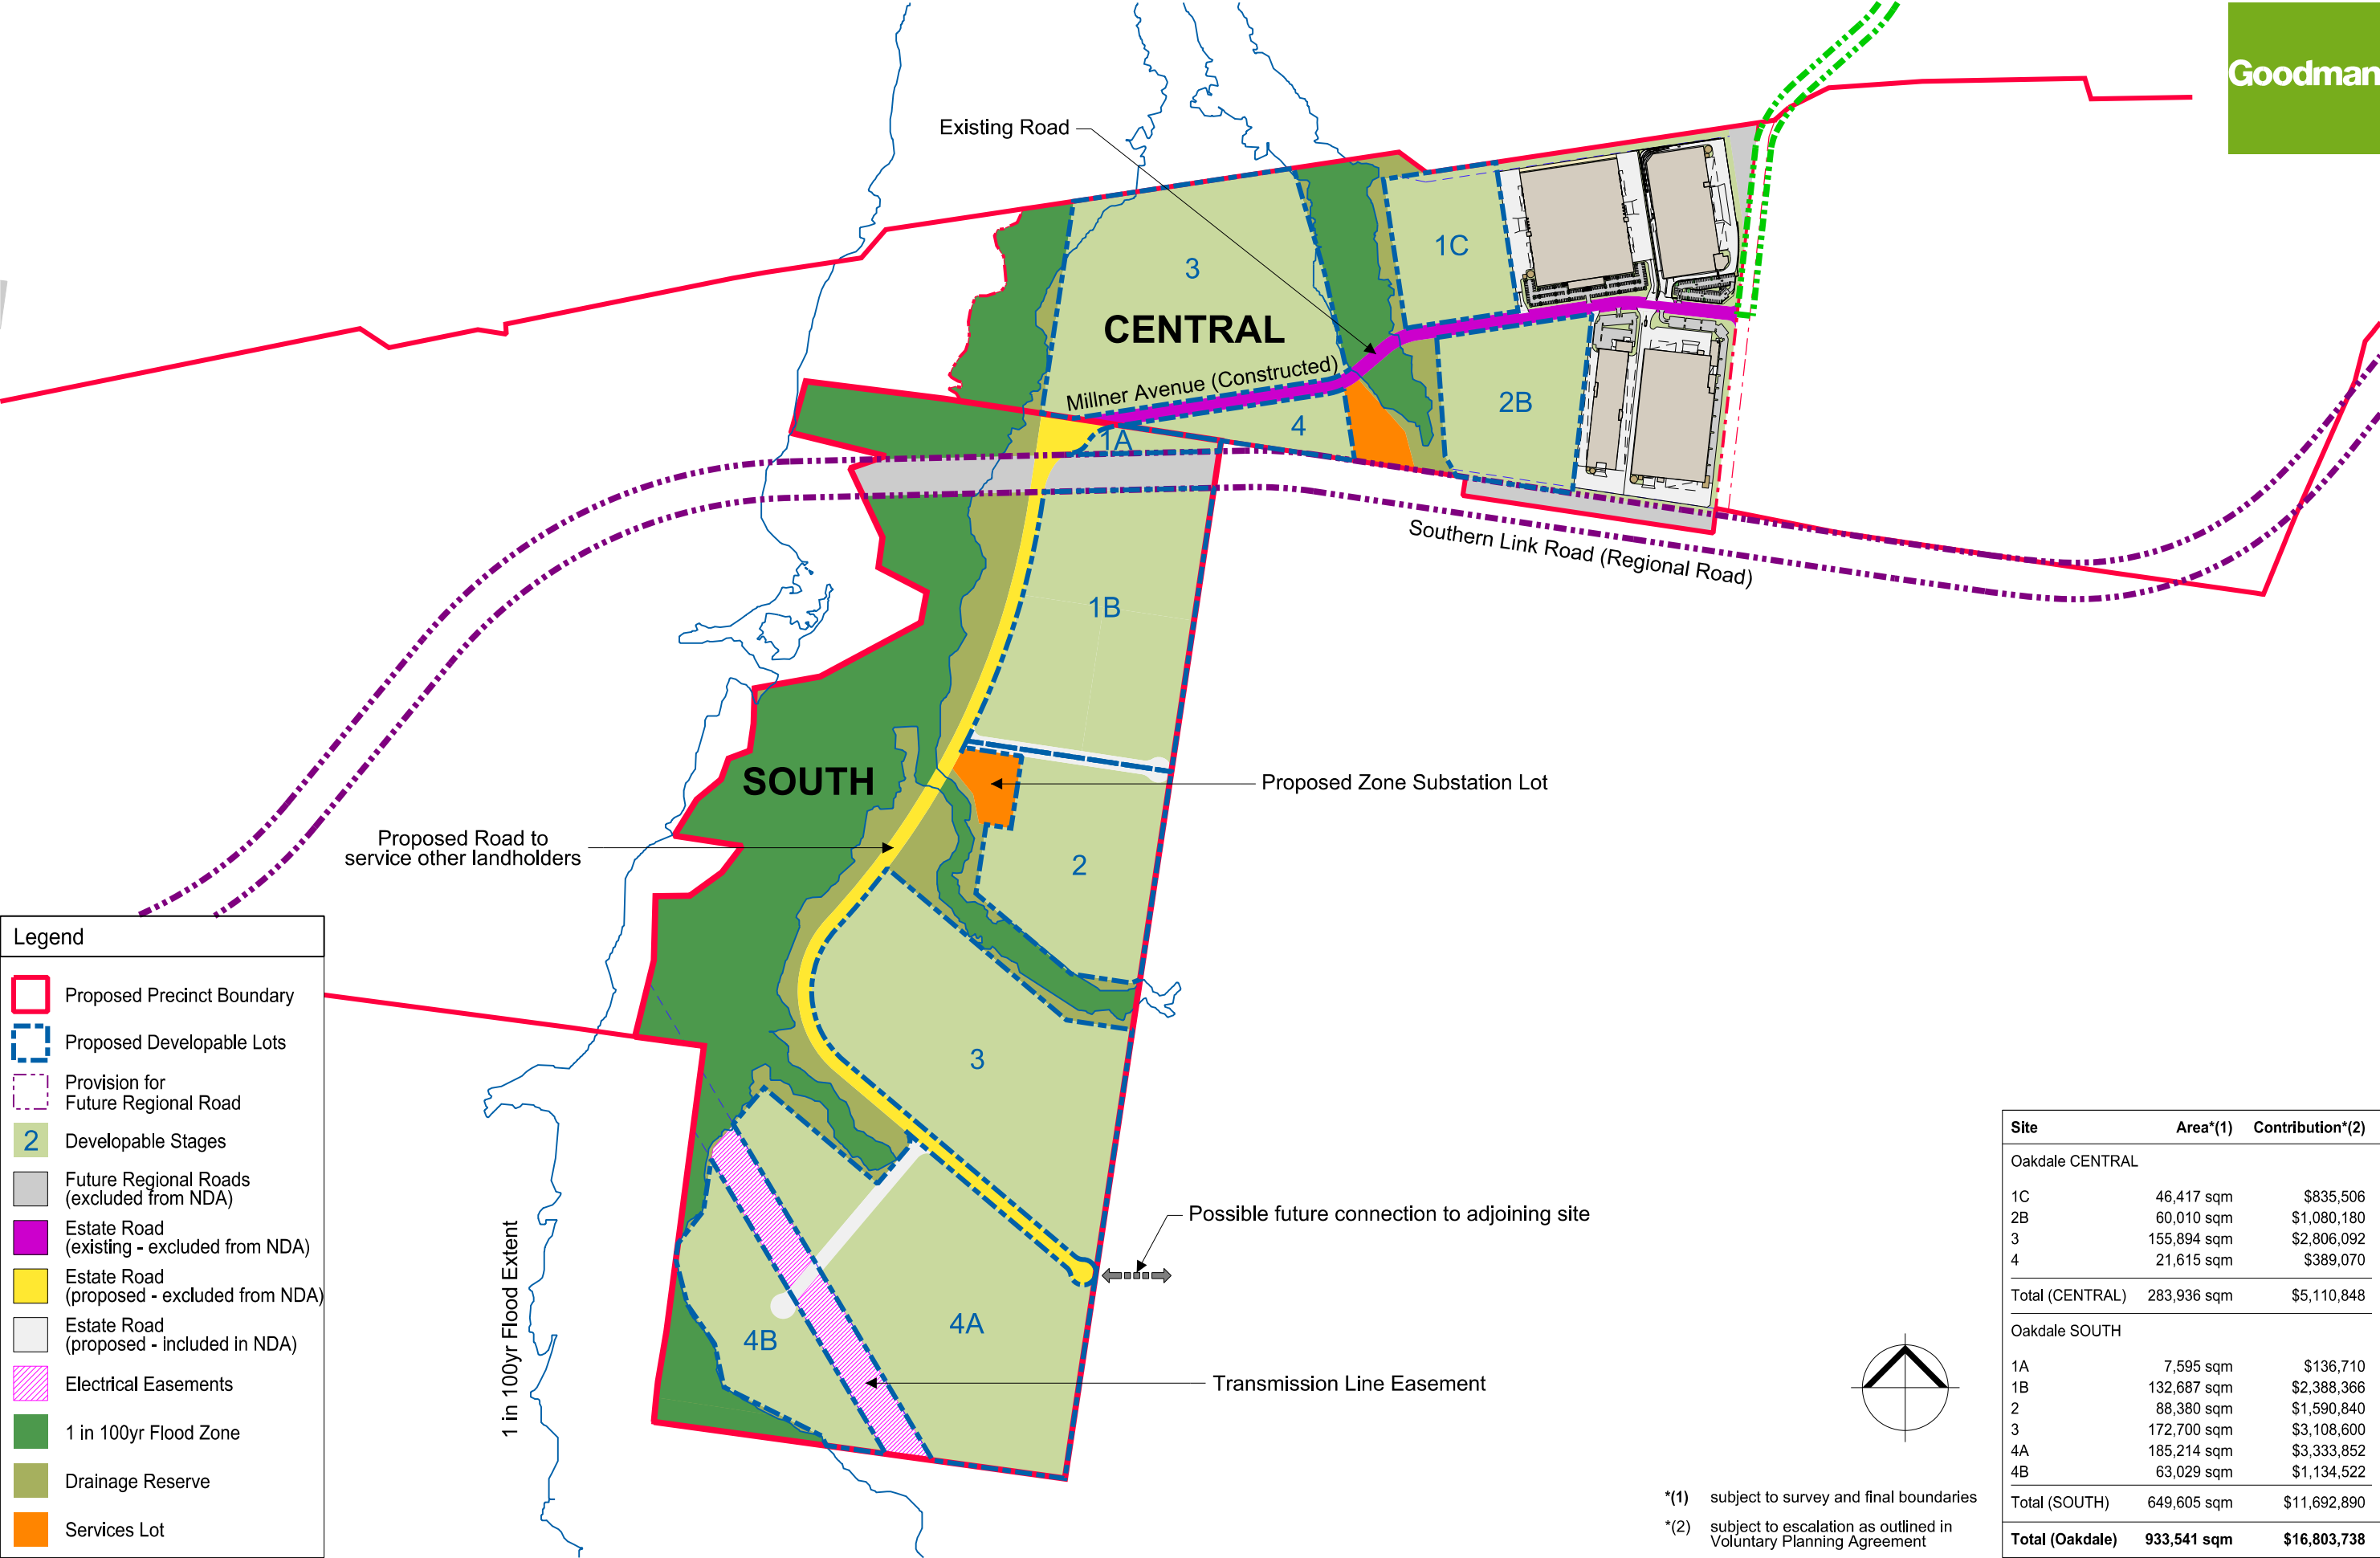 Goodman
Existing Road
1C
3
CENTRAL
Millner Avenue (Constructed)
2B
4
1A
Southern Link Road (Regional Road)
1B
SOUTH
Proposed Zone Substation Lot
Proposed Road to
service other landholders
2
3
Possible future connection to adjoining site
4A
4B
Transmission Line Easement
1 in 100yr Flood Extent
Legend
Proposed Precinct Boundary
Proposed Developable Lots
Provision for
Future Regional Road
2 Developable Stages
Future Regional Roads
(excluded from NDA)
Estate Road
(existing - excluded from NDA)
Estate Road
(proposed - excluded from NDA)
Estate Road
(proposed - included in NDA)
Electrical Easements
1 in 100yr Flood Zone
Drainage Reserve
Services Lot
*(1) subject to survey and final boundaries
*(2) subject to escalation as outlined in
Voluntary Planning Agreement
Site Area*(1) Contribution*(2)
Oakdale CENTRAL
1C 46,417 sqm $835,506
2B 60,010 sqm $1,080,180
3 155,894 sqm $2,806,092
4 21,615 sqm $389,070
Total (CENTRAL) 283,936 sqm $5,110,848
Oakdale SOUTH
1A 7,595 sqm $136,710
1B 132,687 sqm $2,388,366
2 88,380 sqm $1,590,840
3 172,700 sqm $3,108,600
4A 185,214 sqm $3,333,852
4B 63,029 sqm $1,134,522
Total (SOUTH) 649,605 sqm $11,692,890
Total (Oakdale) 933,541 sqm $16,803,738